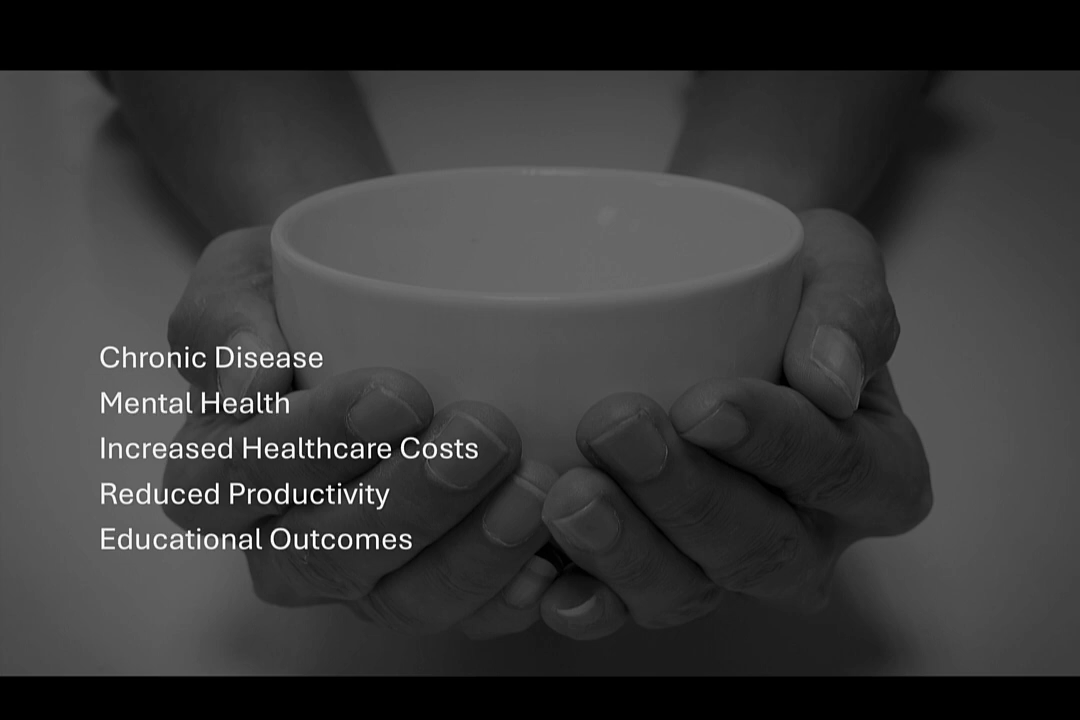 Chronic Disease
Mental Health
Increased Healthcare Costs
Reduced Productivity
Educational Outcomes